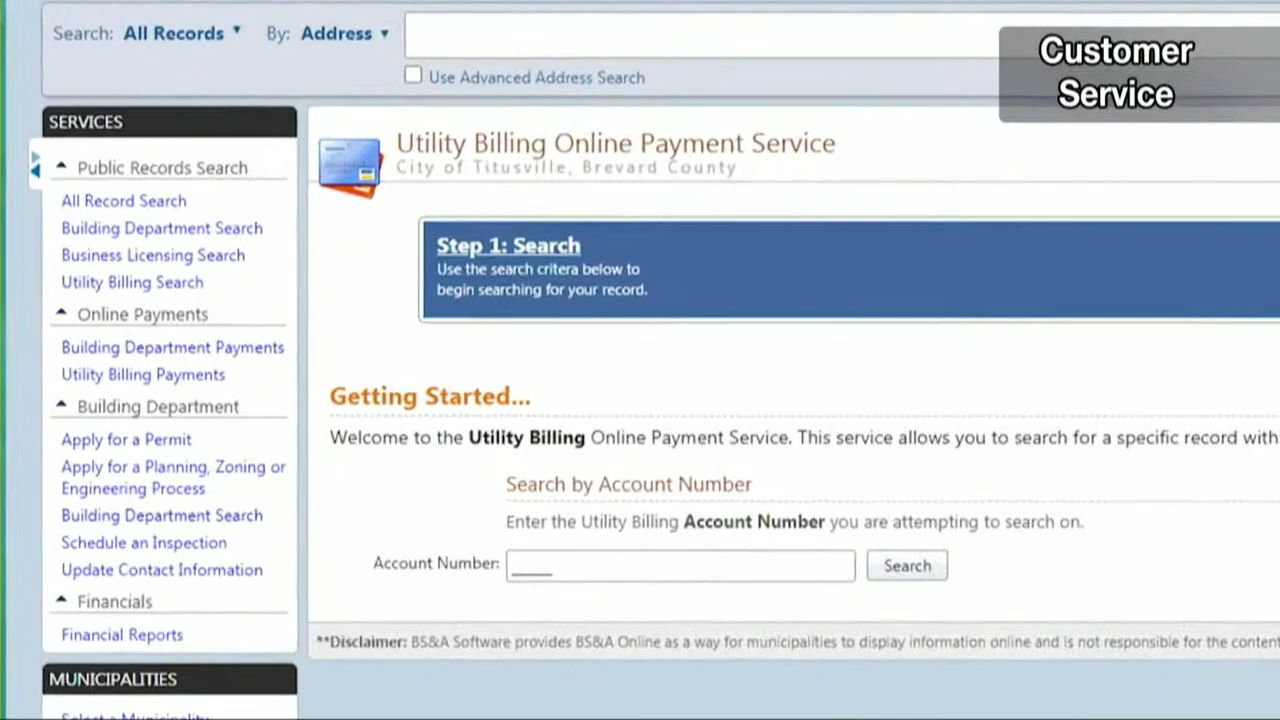 Search: All Records By: Address
Use Advanced Address Search
Customer
Service
SERVICES
Public Records Search
All Record Search
Building Department Search
Business Licensing Search
Utility Billing Search
Online Payments
Building Department Payments
Utility Billing Payments
Building Department
Apply for a Permit
Apply for a Planning, Zoning or
Engineering Process
Building Department Search
Schedule an Inspection
Update Contact Information
Financials
Financial Reports
MUNICIPALITIES
Select a Municipality
Utility Billing Online Payment Service
City of Titusville, Brevard County
Step 1: Search
Use the search critera below to
begin searching for your record.
Getting Started...
Welcome to the Utility Billing Online Payment Service. This service allows you to search for a specific record with
Search by Account Number
Enter the Utility Billing Account Number you are attempting to search on.
Account Number:
Search
**Disclaimer: BS&A Software provides BS&A Online as a way for municipalities to display information online and is not responsible for the content